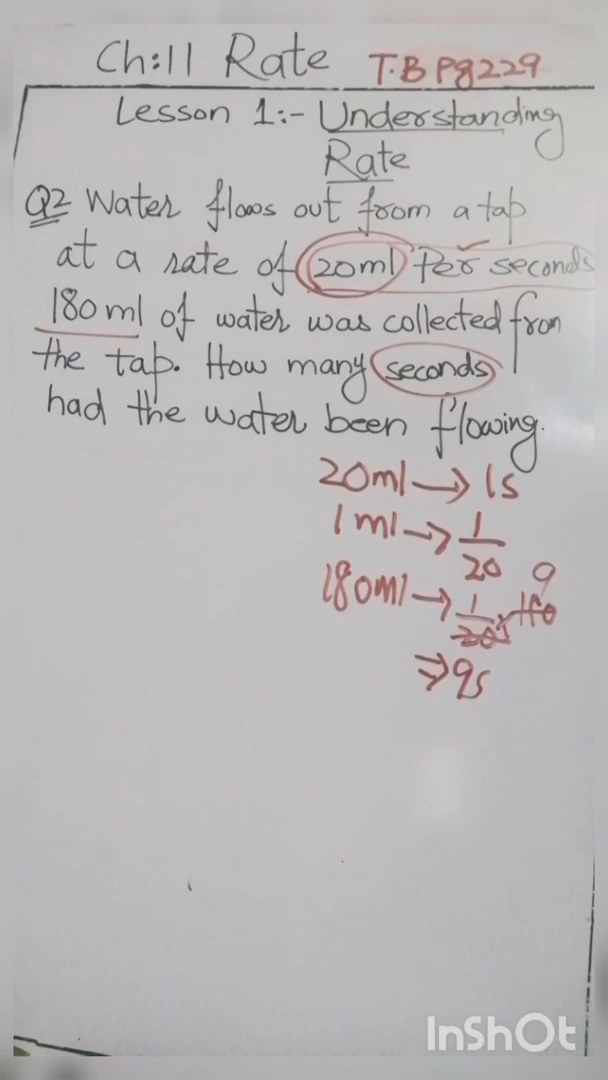 Ch:11 Rate T.B Pg229
Lesson 1:- Understanding
Rate
Q2 Water flows out from a tap
at a rate of 20ml Per seconds
180 ml of water was collected from
the tap. How many seconds
had the water been flowing.
20ml → 1s
1ml → 1/20
180ml → 1/20 x 180 9
⇒ 9s
InShOt